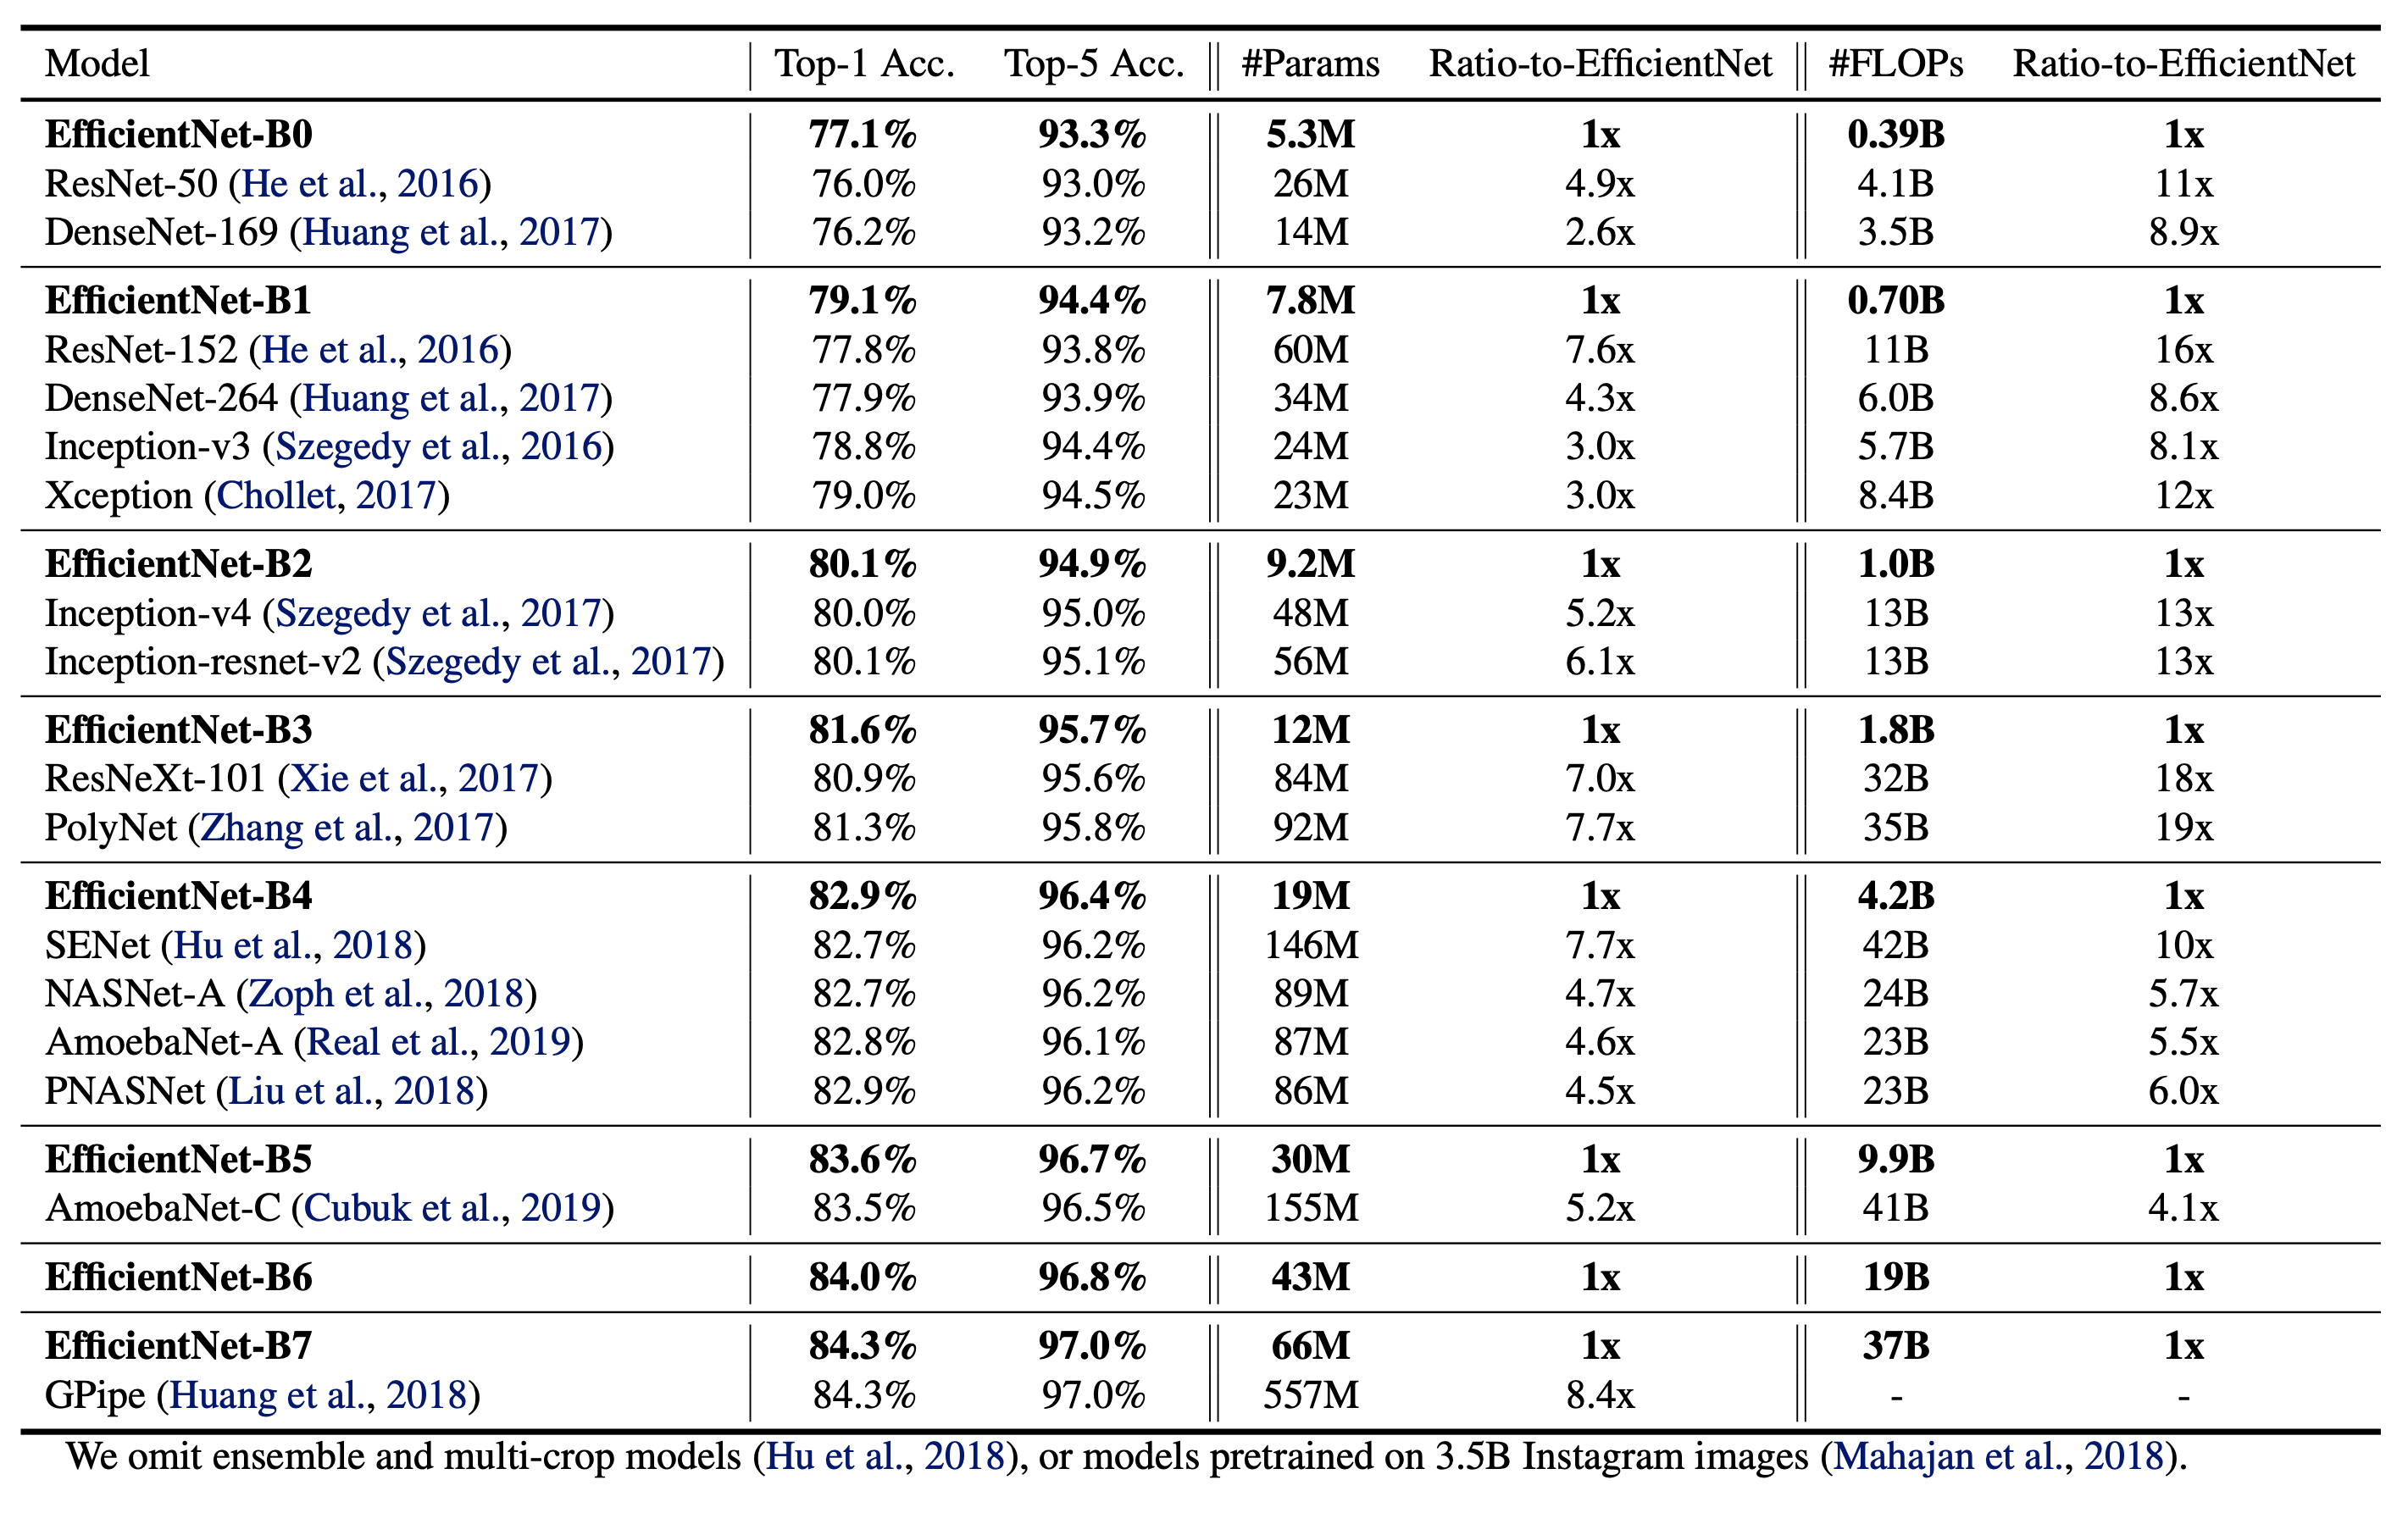 Model Top-1 Acc. Top-5 Acc. #Params Ratio-to-EfficientNet #FLOPs Ratio-to-EfficientNet
EfficientNet-B0 77.1% 93.3% 5.3M 1x 0.39B 1x
ResNet-50 (He et al., 2016) 76.0% 93.0% 26M 4.9x 4.1B 11x
DenseNet-169 (Huang et al., 2017) 76.2% 93.2% 14M 2.6x 3.5B 8.9x
EfficientNet-B1 79.1% 94.4% 7.8M 1x 0.70B 1x
ResNet-152 (He et al., 2016) 77.8% 93.8% 60M 7.6x 11B 16x
DenseNet-264 (Huang et al., 2017) 77.9% 93.9% 34M 4.3x 6.0B 8.6x
Inception-v3 (Szegedy et al., 2016) 78.8% 94.4% 24M 3.0x 5.7B 8.1x
Xception (Chollet, 2017) 79.0% 94.5% 23M 3.0x 8.4B 12x
EfficientNet-B2 80.1% 94.9% 9.2M 1x 1.0B 1x
Inception-v4 (Szegedy et al., 2017) 80.0% 95.0% 48M 5.2x 13B 13x
Inception-resnet-v2 (Szegedy et al., 2017) 80.1% 95.1% 56M 6.1x 13B 13x
EfficientNet-B3 81.6% 95.7% 12M 1x 1.8B 1x
ResNeXt-101 (Xie et al., 2017) 80.9% 95.6% 84M 7.0x 32B 18x
PolyNet (Zhang et al., 2017) 81.3% 95.8% 92M 7.7x 35B 19x
EfficientNet-B4 82.9% 96.4% 19M 1x 4.2B 1x
SENet (Hu et al., 2018) 82.7% 96.2% 146M 7.7x 42B 10x
NASNet-A (Zoph et al., 2018) 82.7% 96.2% 89M 4.7x 24B 5.7x
AmoebaNet-A (Real et al., 2019) 82.8% 96.1% 87M 4.6x 23B 5.5x
PNASNet (Liu et al., 2018) 82.9% 96.2% 86M 4.5x 23B 6.0x
EfficientNet-B5 83.6% 96.7% 30M 1x 9.9B 1x
AmoebaNet-C (Cubuk et al., 2019) 83.5% 96.5% 155M 5.2x 41B 4.1x
EfficientNet-B6 84.0% 96.8% 43M 1x 19B 1x
EfficientNet-B7 84.3% 97.0% 66M 1x 37B 1x
GPipe (Huang et al., 2018) 84.3% 97.0% 557M 8.4x - -
We omit ensemble and multi-crop models (Hu et al., 2018), or models pretrained on 3.5B Instagram images (Mahajan et al., 2018).